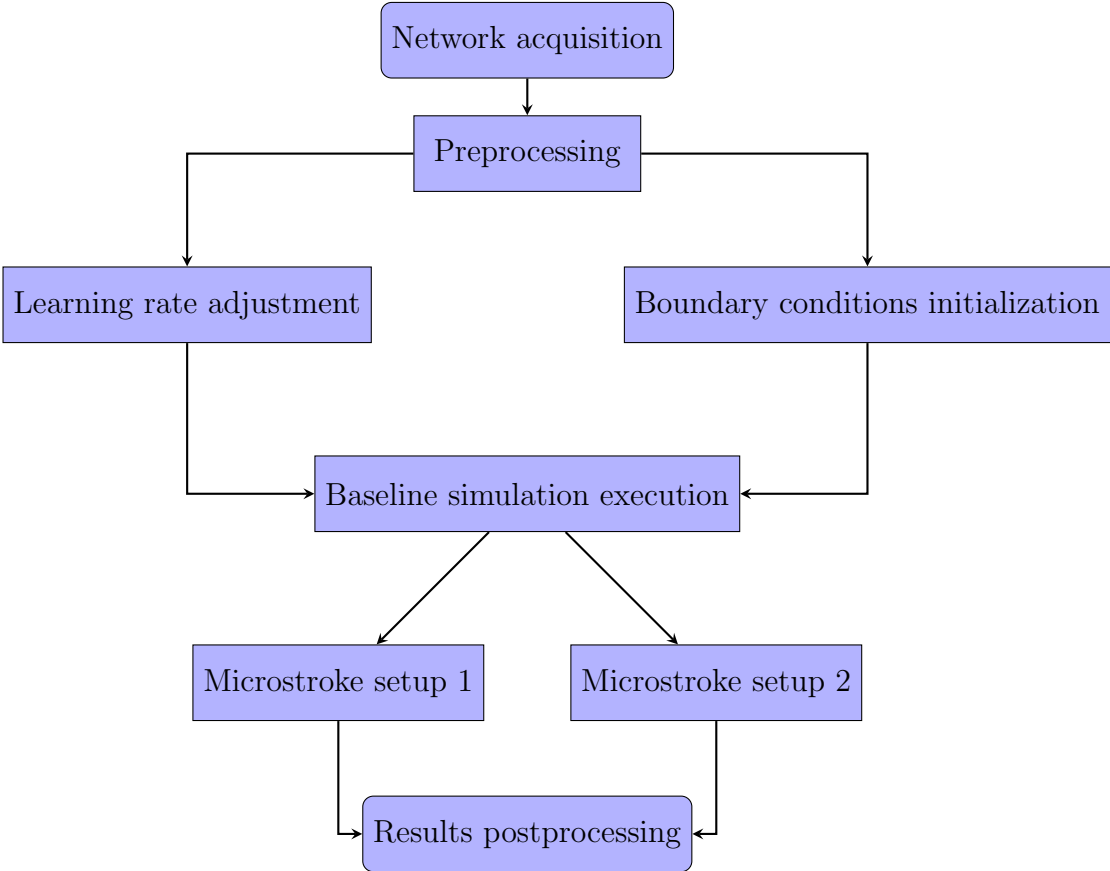 Network acquisition
Preprocessing
Learning rate adjustment
Boundary conditions initialization
Baseline simulation execution
Microstroke setup 1
Microstroke setup 2
Results postprocessing